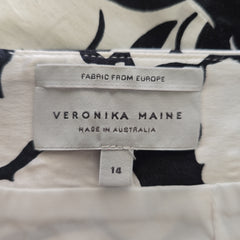 FABRIC FROM EUROPE
VERONIKA MAINE
MADE IN AUSTRALIA
14